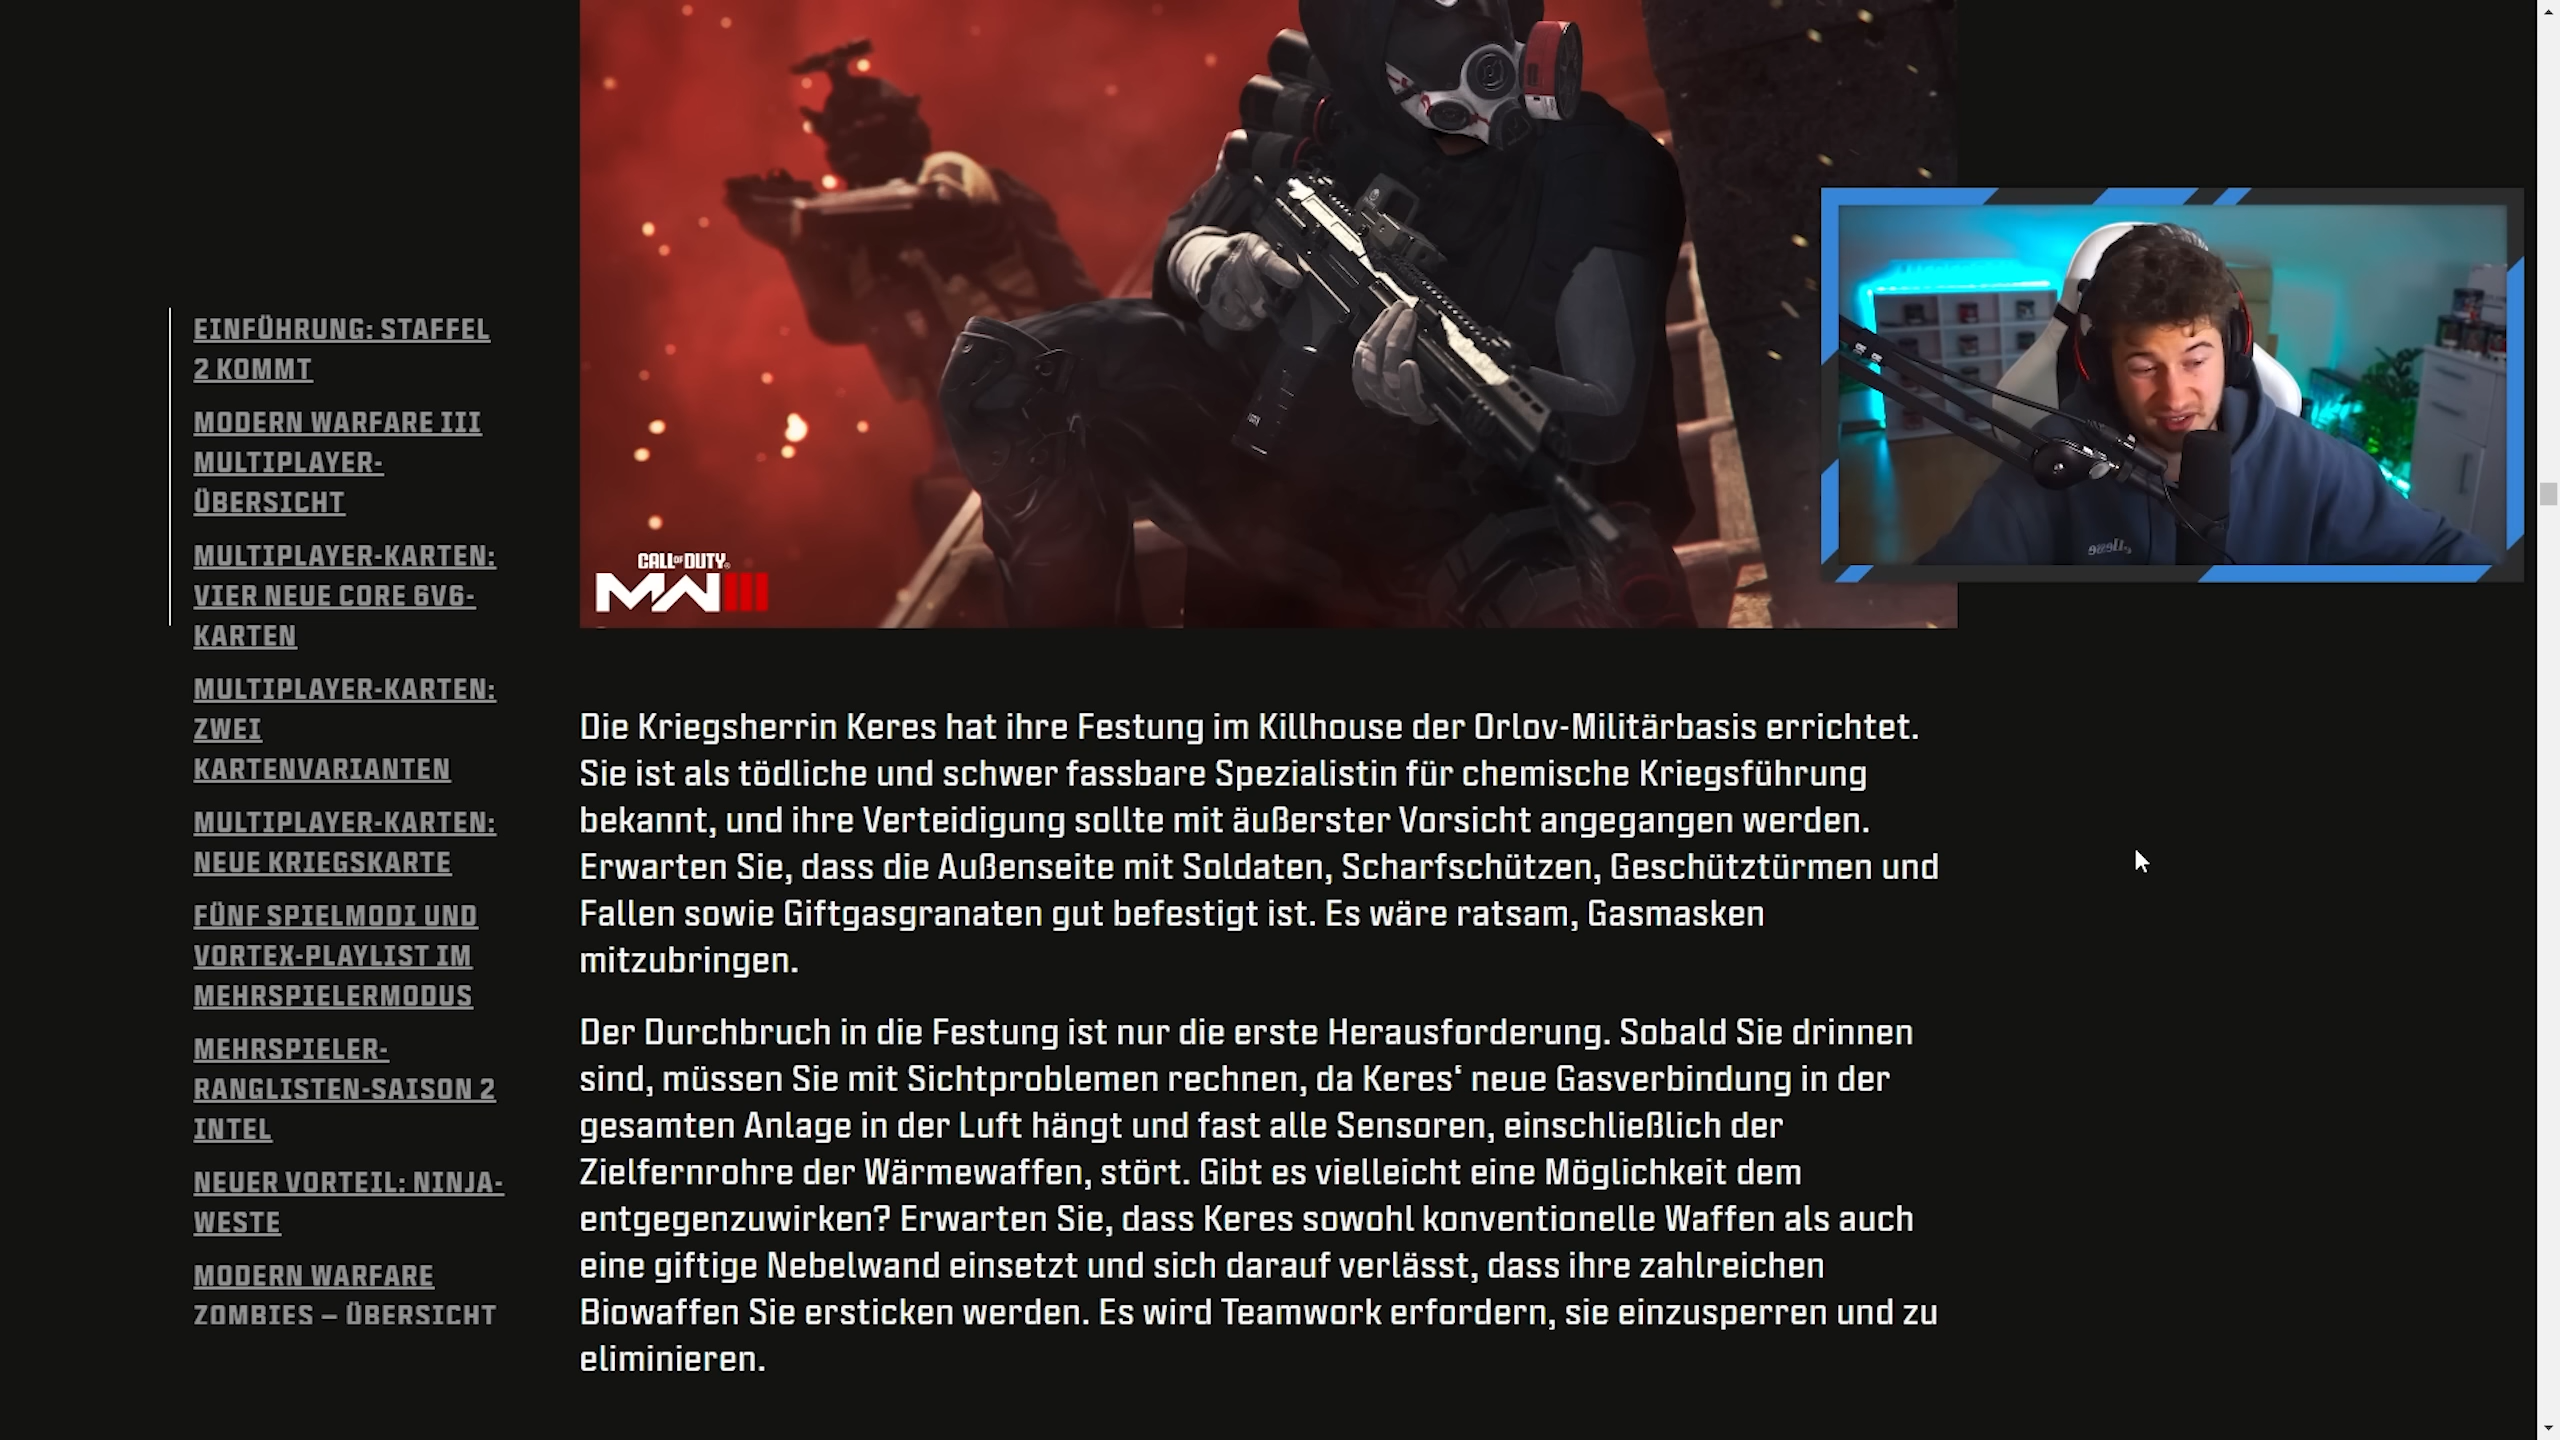 EINFÜHRUNG: STAFFEL
2 KOMMT
MODERN WARFARE III
MULTIPLAYER-
ÜBERSICHT
MULTIPLAYER-KARTEN:
VIER NEUE CORE 6V6-
KARTEN
MULTIPLAYER-KARTEN:
ZWEI
KARTENVARIANTEN
MULTIPLAYER-KARTEN:
NEUE KRIEGSKARTE
FÜNF SPIELMODI UND
VORTEX-PLAYLIST IM
MEHRSPIELERMODUS
MEHRSPIELER-
RANGLISTEN-SAISON 2
INTEL
NEUER VORTEIL: NINJA-
WESTE
MODERN WARFARE
ZOMBIES – ÜBERSICHT
CALL OF DUTY
MWIII
ellesse
Die Kriegsherrin Keres hat ihre Festung im Killhouse der Orlov-Militärbasis errichtet.
Sie ist als tödliche und schwer fassbare Spezialistin für chemische Kriegsführung
bekannt, und ihre Verteidigung sollte mit äußerster Vorsicht angegangen werden.
Erwarten Sie, dass die Außenseite mit Soldaten, Scharfschützen, Geschütztürmen und
Fallen sowie Giftgasgranaten gut befestigt ist. Es wäre ratsam, Gasmasken
mitzubringen.
Der Durchbruch in die Festung ist nur die erste Herausforderung. Sobald Sie drinnen
sind, müssen Sie mit Sichtproblemen rechnen, da Keres‘ neue Gasverbindung in der
gesamten Anlage in der Luft hängt und fast alle Sensoren, einschließlich der
Zielfernrohre der Wärmewaffen, stört. Gibt es vielleicht eine Möglichkeit dem
entgegenzuwirken? Erwarten Sie, dass Keres sowohl konventionelle Waffen als auch
eine giftige Nebelwand einsetzt und sich darauf verlässt, dass ihre zahlreichen
Biowaffen Sie ersticken werden. Es wird Teamwork erfordern, sie einzusperren und zu
eliminieren.